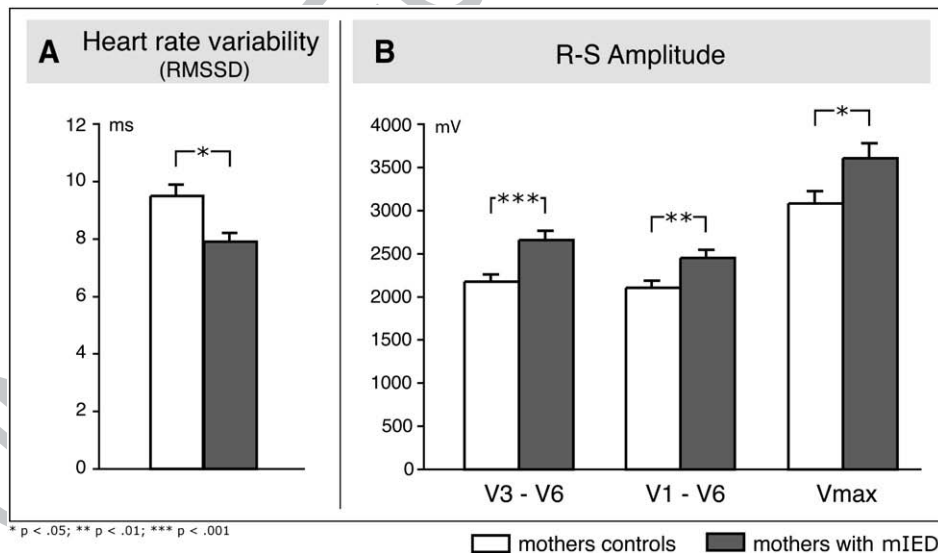 A Heart rate variability
(RMSSD)
B R-S Amplitude
12 ms
10
8
6
4
2
0
*
4000 mV
3500
3000
2500
2000
1500
1000
500
0
***
**
*
V3 - V6 V1 - V6 Vmax
* p < .05; ** p < .01; *** p < .001
mothers controls mothers with mIED